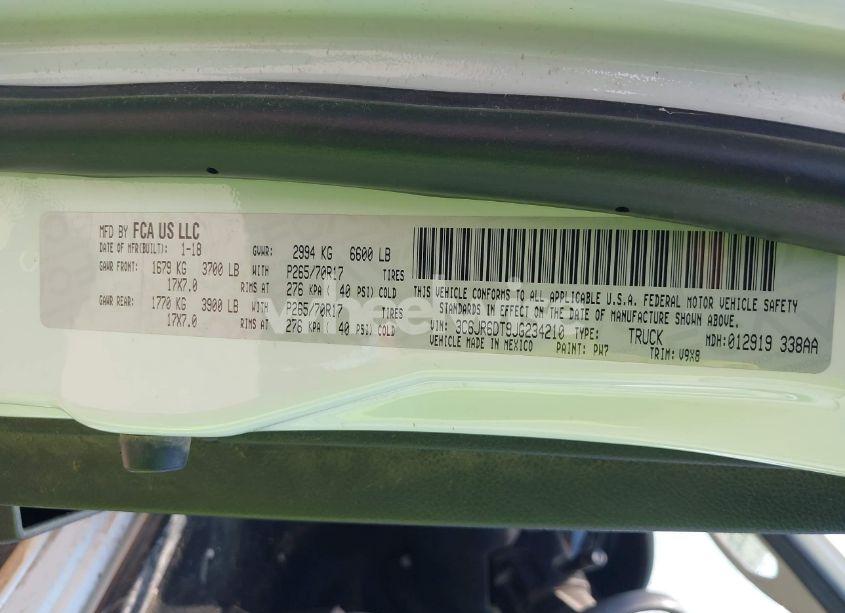 MFD BY FCA US LLC
DATE OF MFR(BUILT): 1-18 GVWR: 2994 KG 6600 LB
GAWR FRONT: 1679 KG 3700 LB WITH P265/70R17 TIRES
17X7.0 RIMS AT 276 KPA ( 40 PSI) COLD
GAWR REAR: 1770 KG 3900 LB WITH P265/70R17 TIRES
17X7.0 RIMS AT 276 KPA ( 40 PSI) COLD
THIS VEHICLE CONFORMS TO ALL APPLICABLE U.S.A. FEDERAL MOTOR VEHICLE SAFETY
STANDARDS IN EFFECT ON THE DATE OF MANUFACTURE SHOWN ABOVE.
VIN: 3C6JR6DT9JG234210 TYPE: TRUCK MDH: 012919 338AA
VEHICLE MADE IN MEXICO PAINT: PW7 TRIM: V9X8